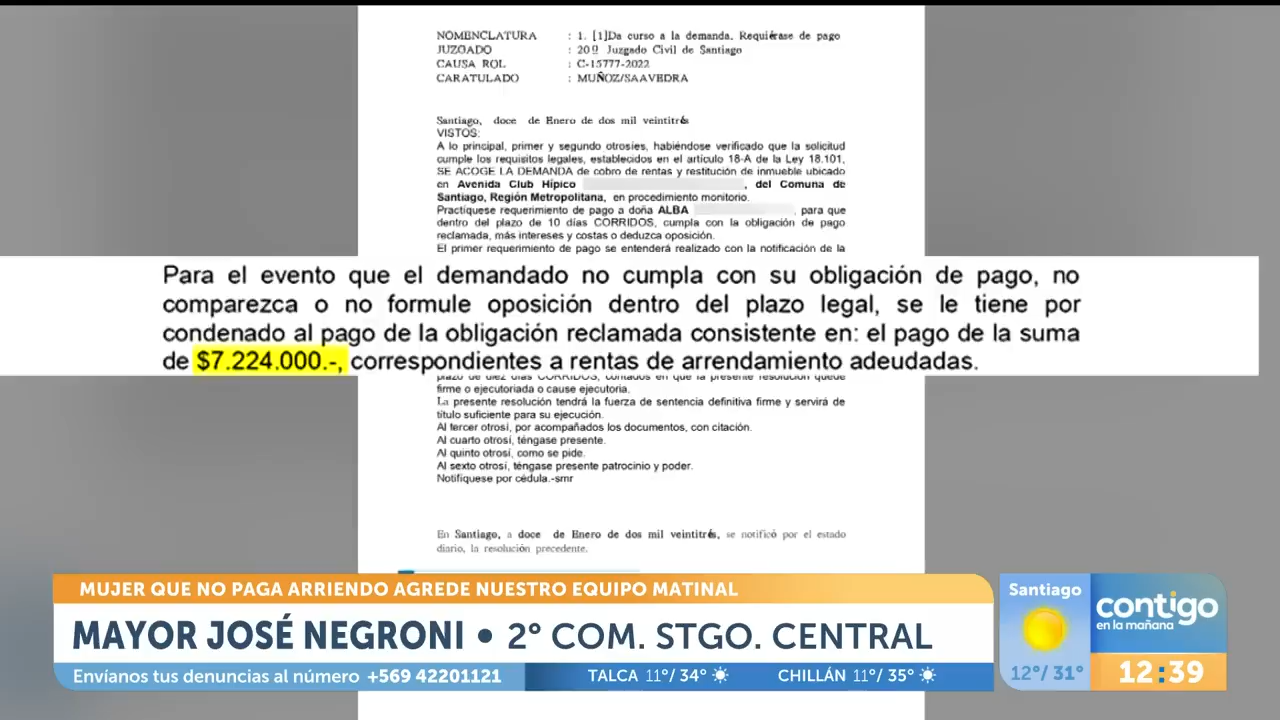 NOMENCLATURA : 1. [1]Da curso a la demanda. Requiérase de pago
JUZGADO : 20º Juzgado Civil de Santiago
CAUSA ROL : C-15777-2022
CARATULADO : MUÑOZ/SAAVEDRA
Santiago, doce de Enero de dos mil veintitrés
VISTOS:
A lo principal, primer y segundo otrosíes, habiéndose verificado que la solicitud
cumple los requisitos legales, establecidos en el artículo 18-A de la Ley 18.101,
SE ACOGE LA DEMANDA de cobro de rentas y restitución de inmueble ubicado
en Avenida Club Hípico , del Comuna de
Santiago, Región Metropolitana, en procedimiento monitorio.
Practíquese requerimiento de pago a doña ALBA , para que
dentro del plazo de 10 días CORRIDOS, cumpla con la obligación de pago
reclamada, más intereses y costas o deduzca oposición.
El primer requerimiento de pago se entenderá realizado con la notificación de la
Para el evento que el demandado no cumpla con su obligación de pago, no
comparezca o no formule oposición dentro del plazo legal, se le tiene por
condenado al pago de la obligación reclamada consistente en: el pago de la suma
de $7.224.000.-, correspondientes a rentas de arrendamiento adeudadas.
plazo de diez días CORRIDOS, contados en que la presente resolución quede
firme o ejecutoriada o cause ejecutoria.
La presente resolución tendrá la fuerza de sentencia definitiva firme y servirá de
título suficiente para su ejecución.
Al tercer otrosí, por acompañados los documentos, con citación.
Al cuarto otrosí, téngase presente.
Al quinto otrosí, como se pide.
Al sexto otrosí, téngase presente patrocinio y poder.
Notifíquese por cédula.-smr
En Santiago, a doce de Enero de dos mil veintitrés, se notificó por el estado
diario, la resolución precedente.
MUJER QUE NO PAGA ARRIENDO AGREDE NUESTRO EQUIPO MATINAL
MAYOR JOSÉ NEGRONI • 2° COM. STGO. CENTRAL
Envíanos tus denuncias al número +569 42201121
TALCA 11°/ 34° CHILLÁN 11°/ 35°
Santiago
12°/ 31°
contigo
en la mañana
12:39